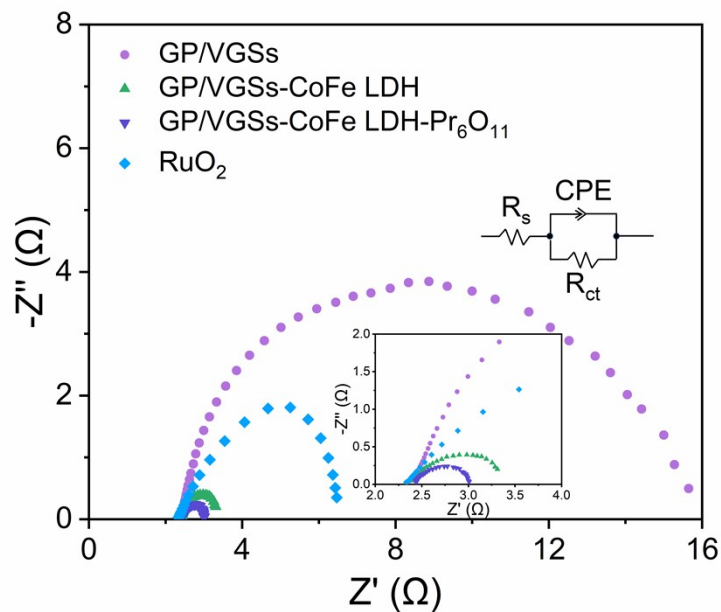 8
6
4
2
0
-Z" (Ω)
GP/VGSs
GP/VGSs-CoFe LDH
GP/VGSs-CoFe LDH-Pr₆O₁₁
RuO₂
Rₛ
CPE
R_ct
2.0
1.5
1.0
0.5
0.0
-Z" (Ω)
2.0 2.5 3.0 3.5 4.0
Z' (Ω)
0 4 8 12 16
Z' (Ω)